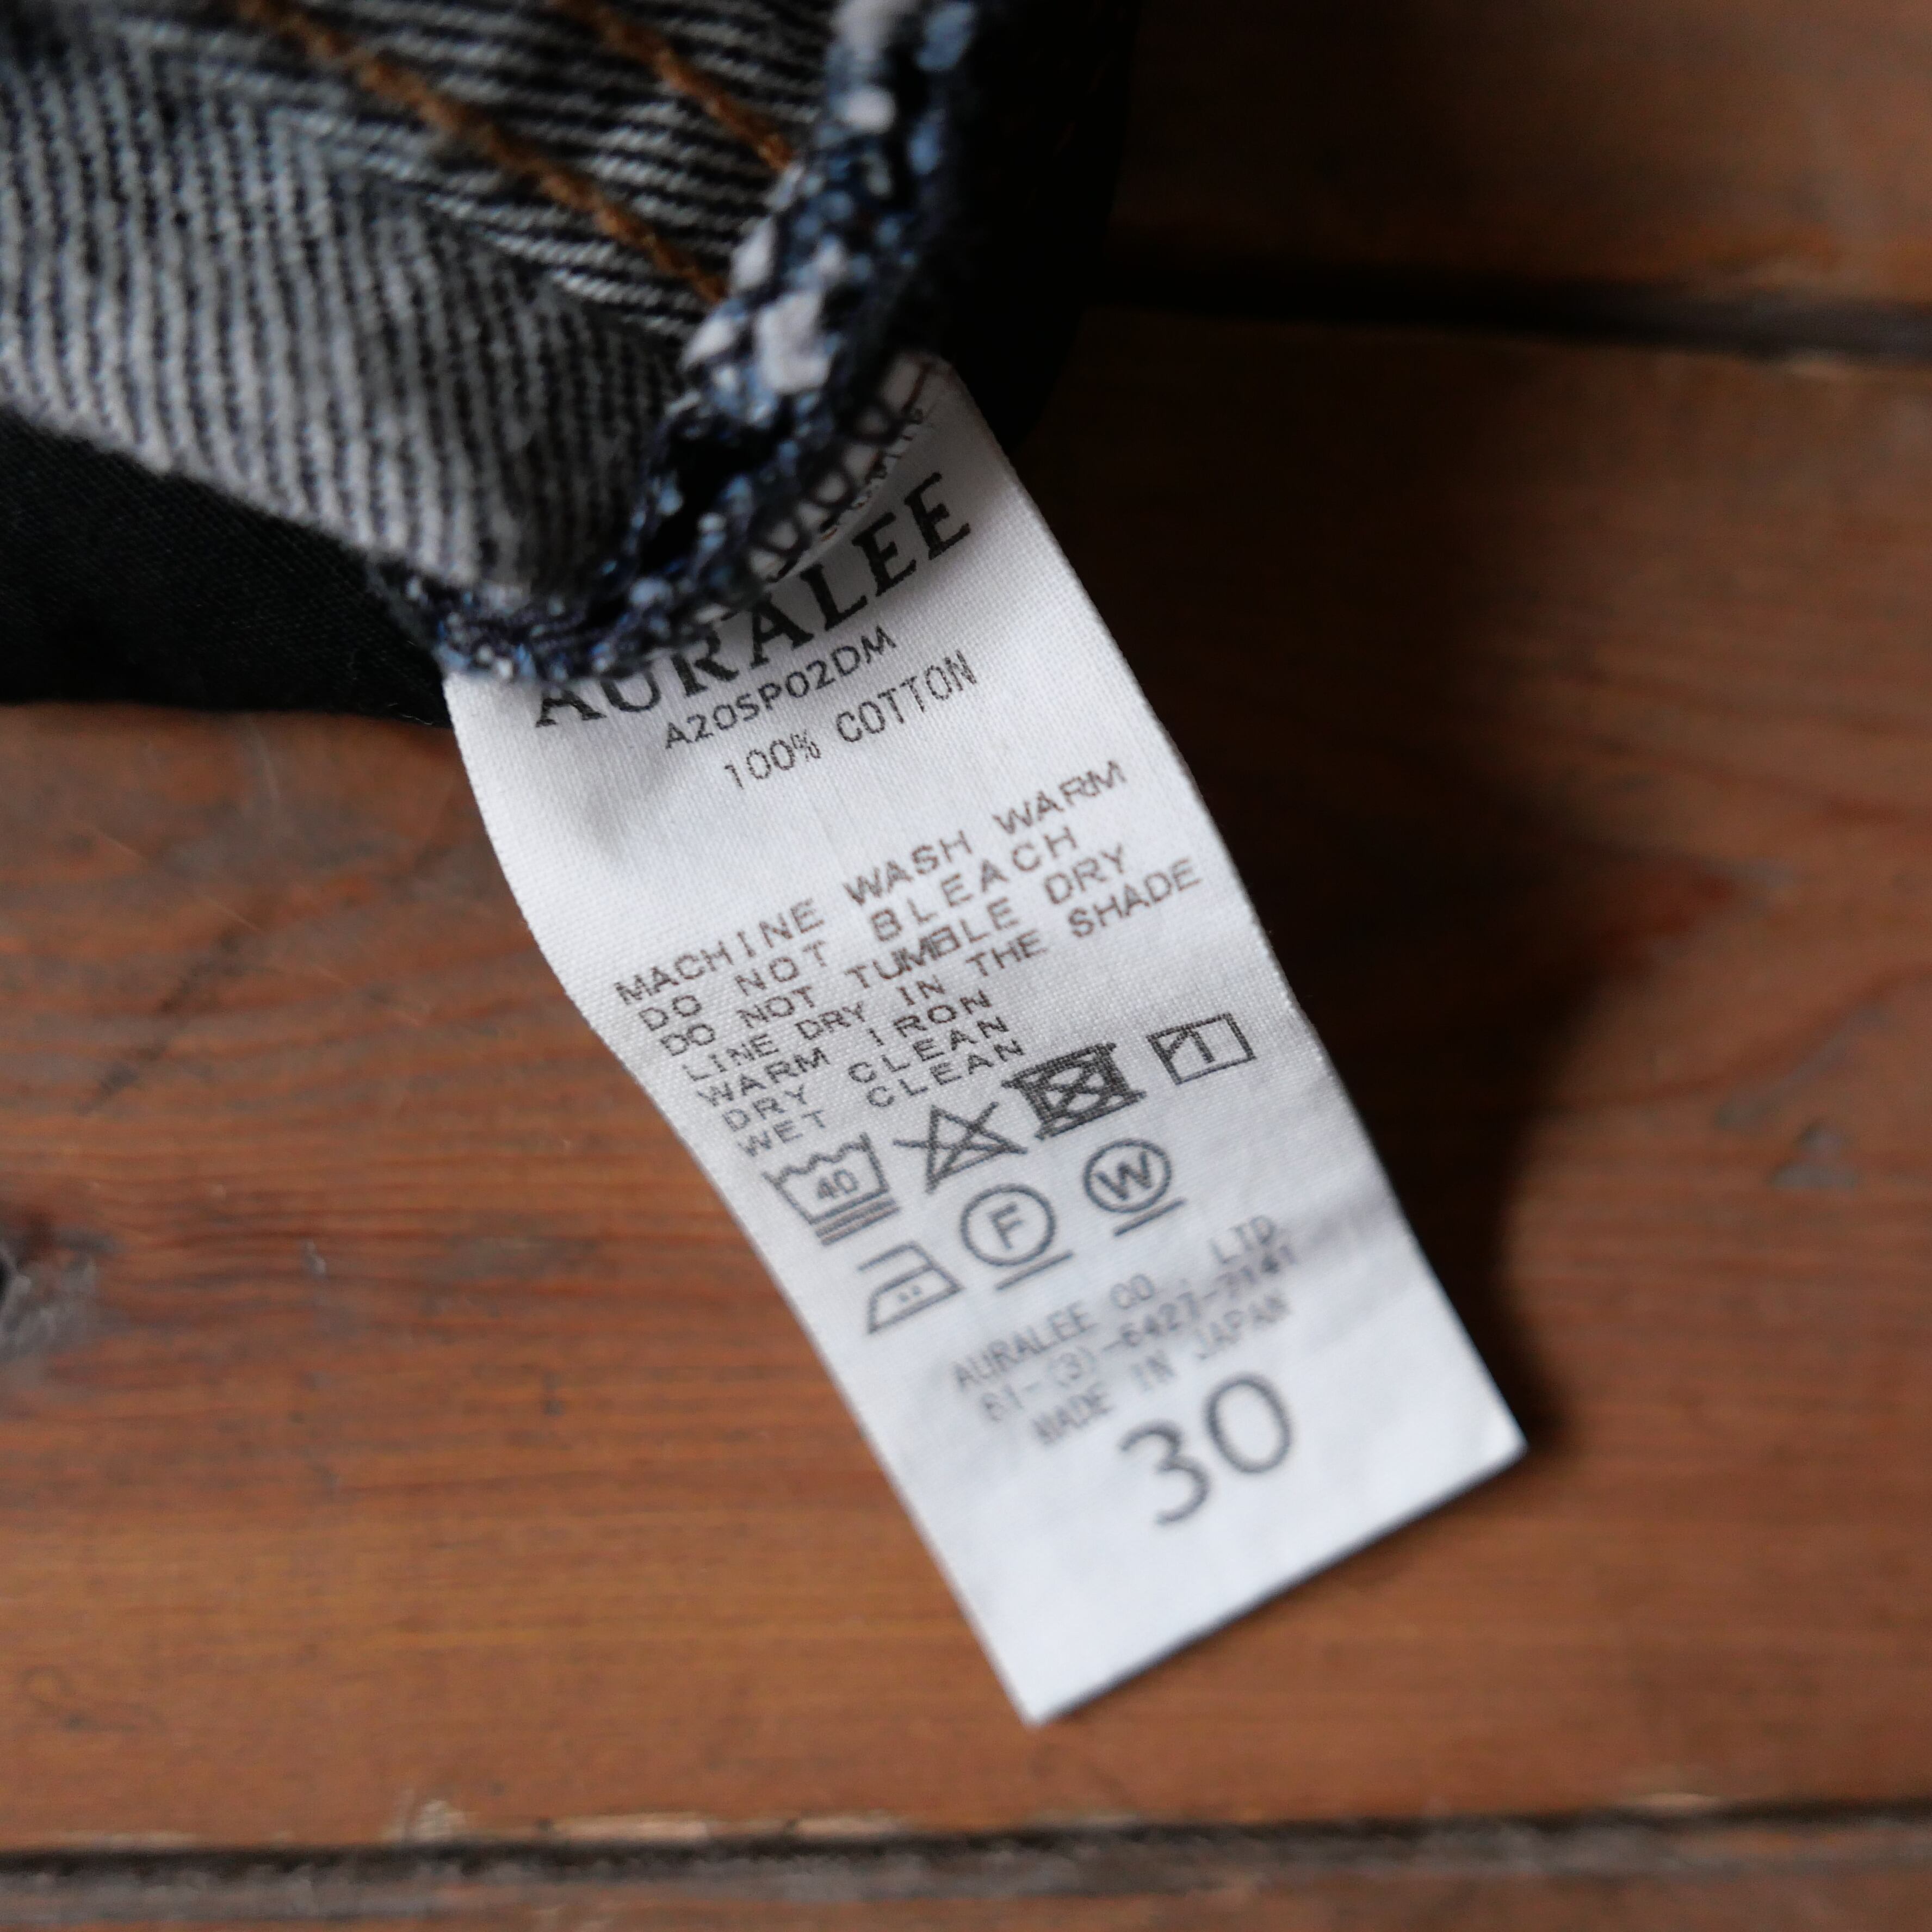 AURALEE
A20SP02DM
100% COTTON
MACHINE WASH WARM
DO NOT BLEACH
DO NOT TUMBLE DRY
LINE DRY IN THE SHADE
WARM IRON
DRY CLEAN
WET CLEAN
40
F W
AURALEE CO., LTD.
81-(3)-6427-7141
MADE IN JAPAN
30